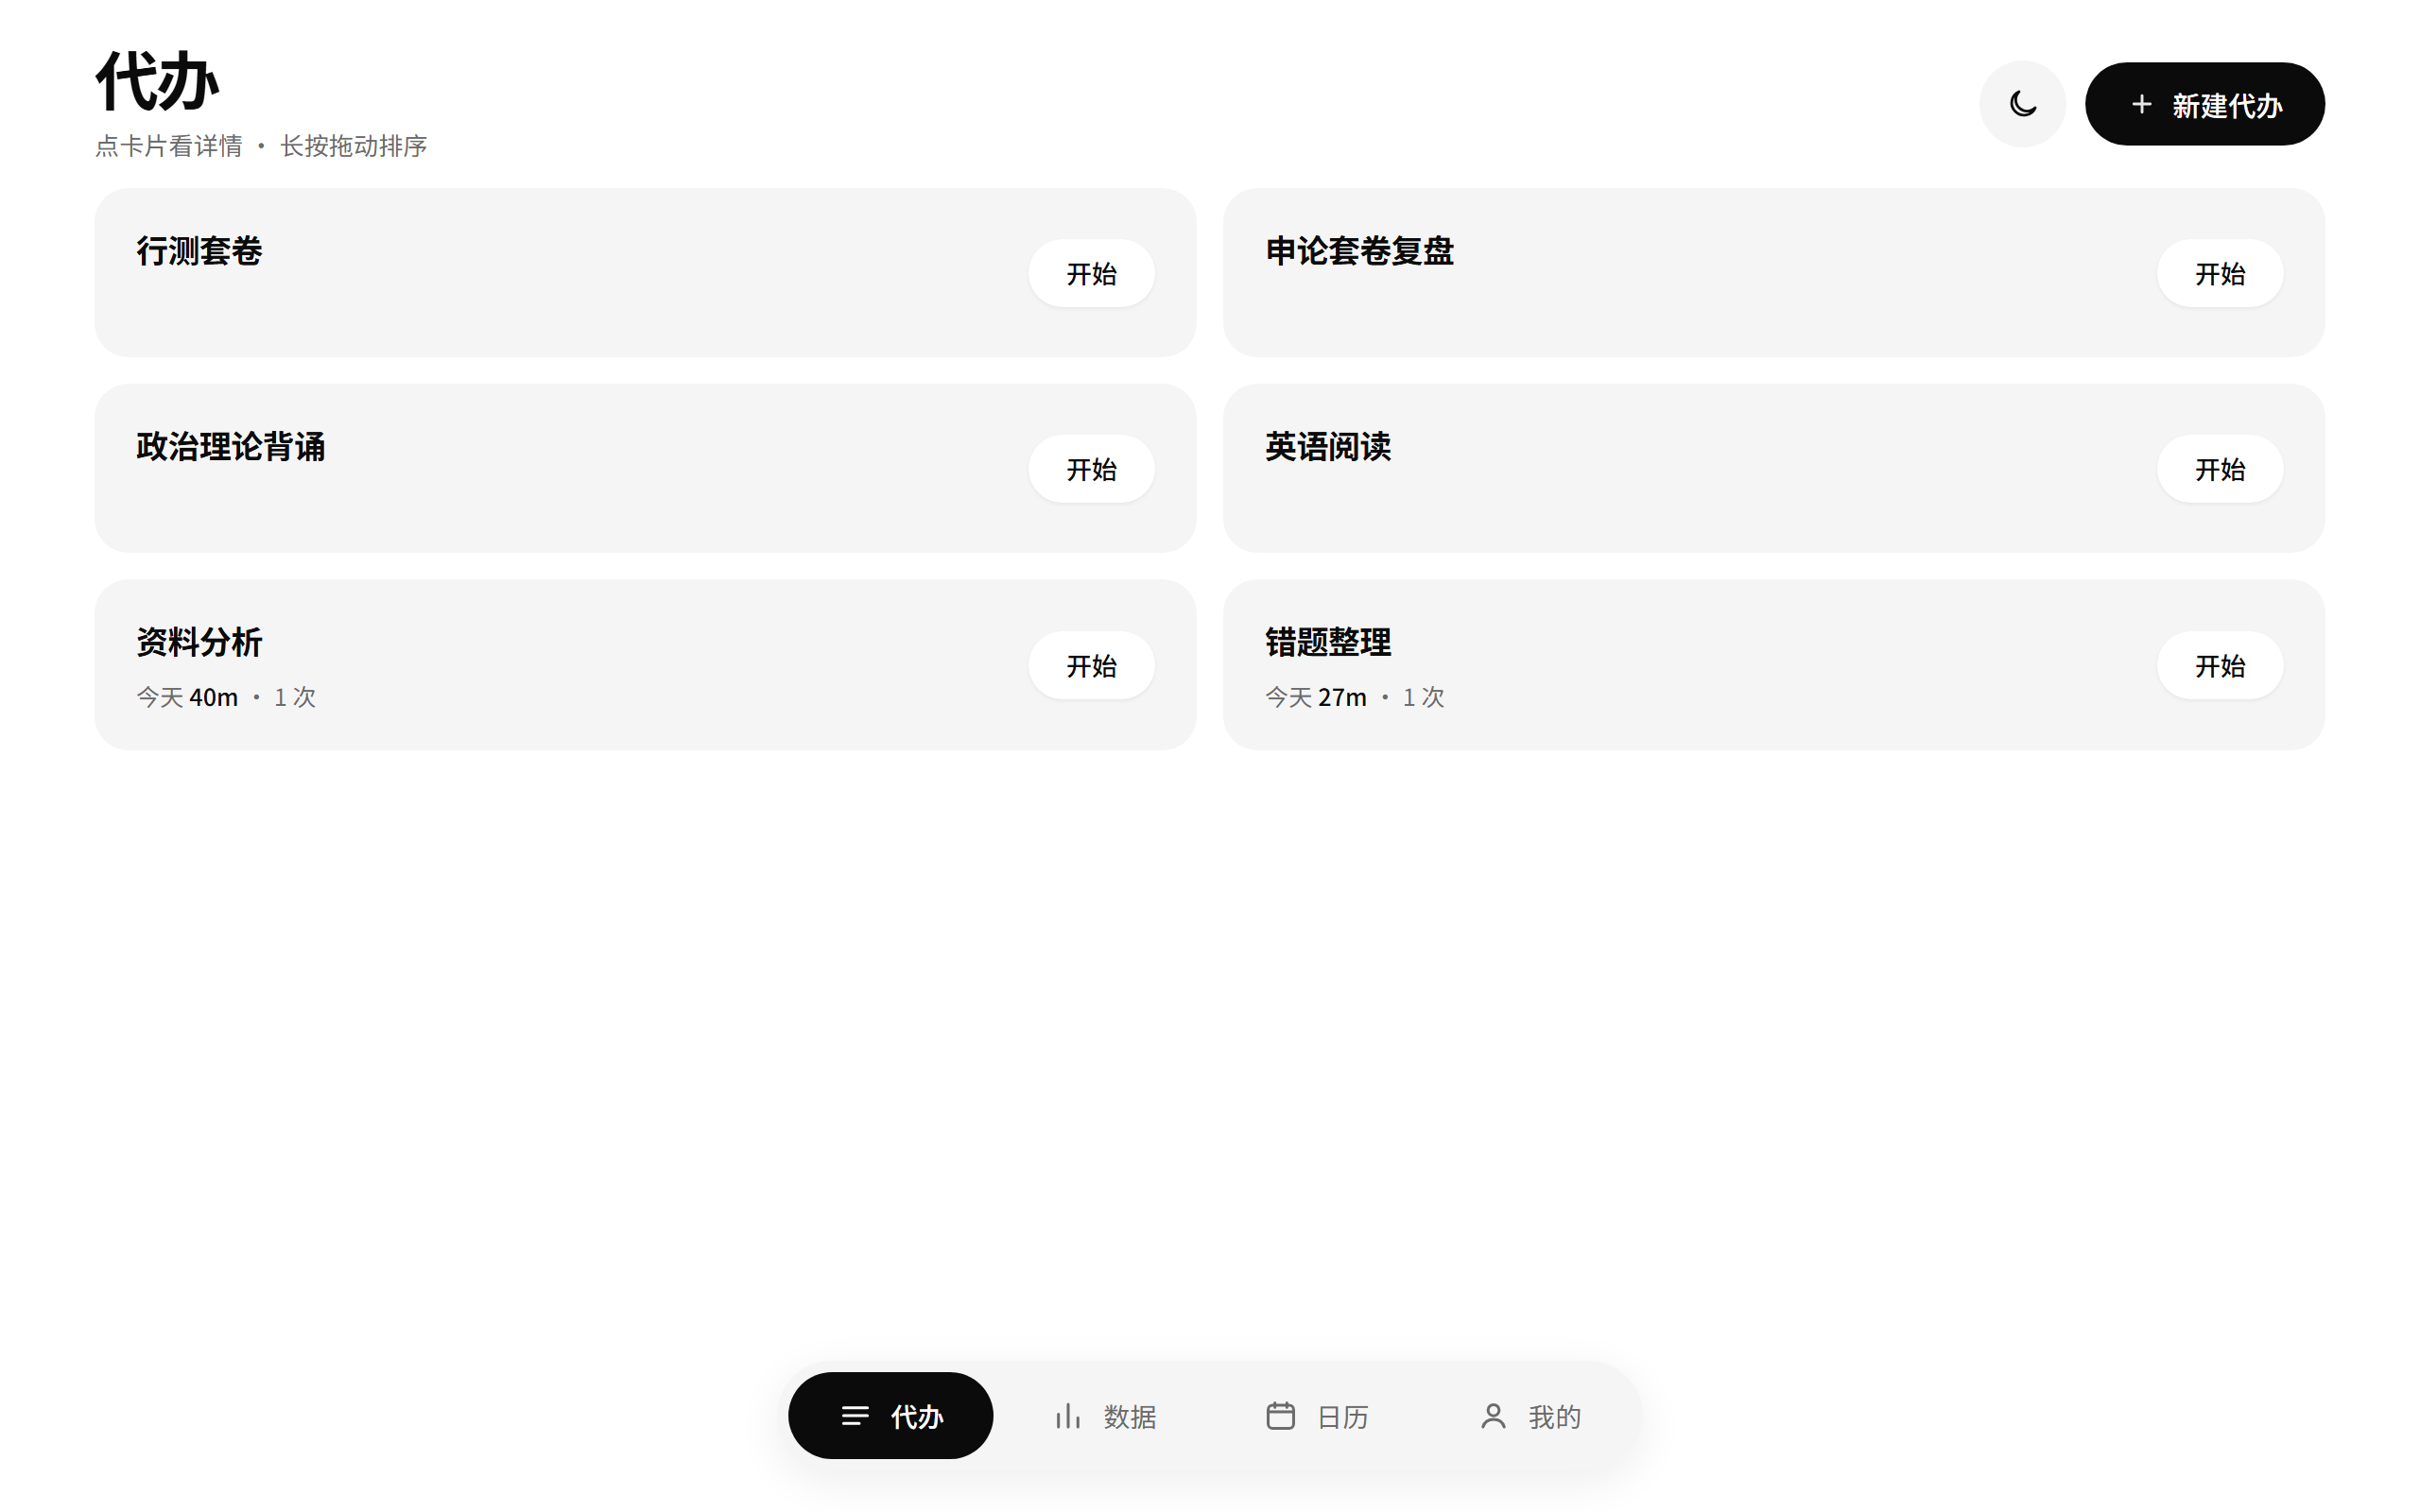 代办
点卡片看详情 · 长按拖动排序
新建代办
行测套卷
开始
申论套卷复盘
开始
政治理论背诵
开始
英语阅读
开始
资料分析
今天 40m · 1 次
开始
错题整理
今天 27m · 1 次
开始
代办
数据
日历
我的